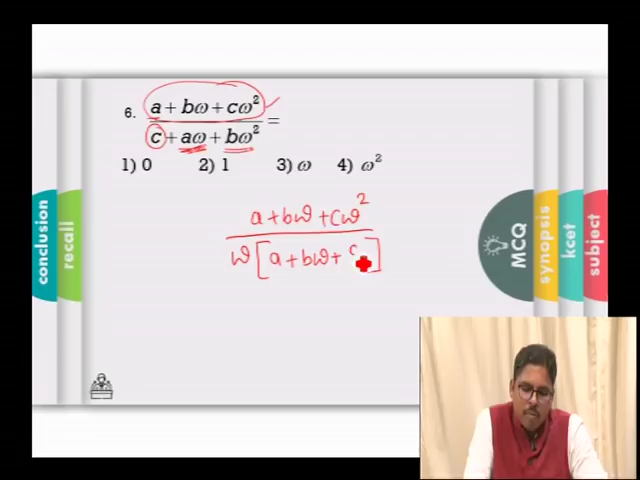 6. (a + bω + cω²)/(c + aω + bω²) =
1) 0 2) 1 3) ω 4) ω²
a + bω + cω²
ω[a + bω + c ]
conclusion
recall
MCQ
synopsis
kcet
subject